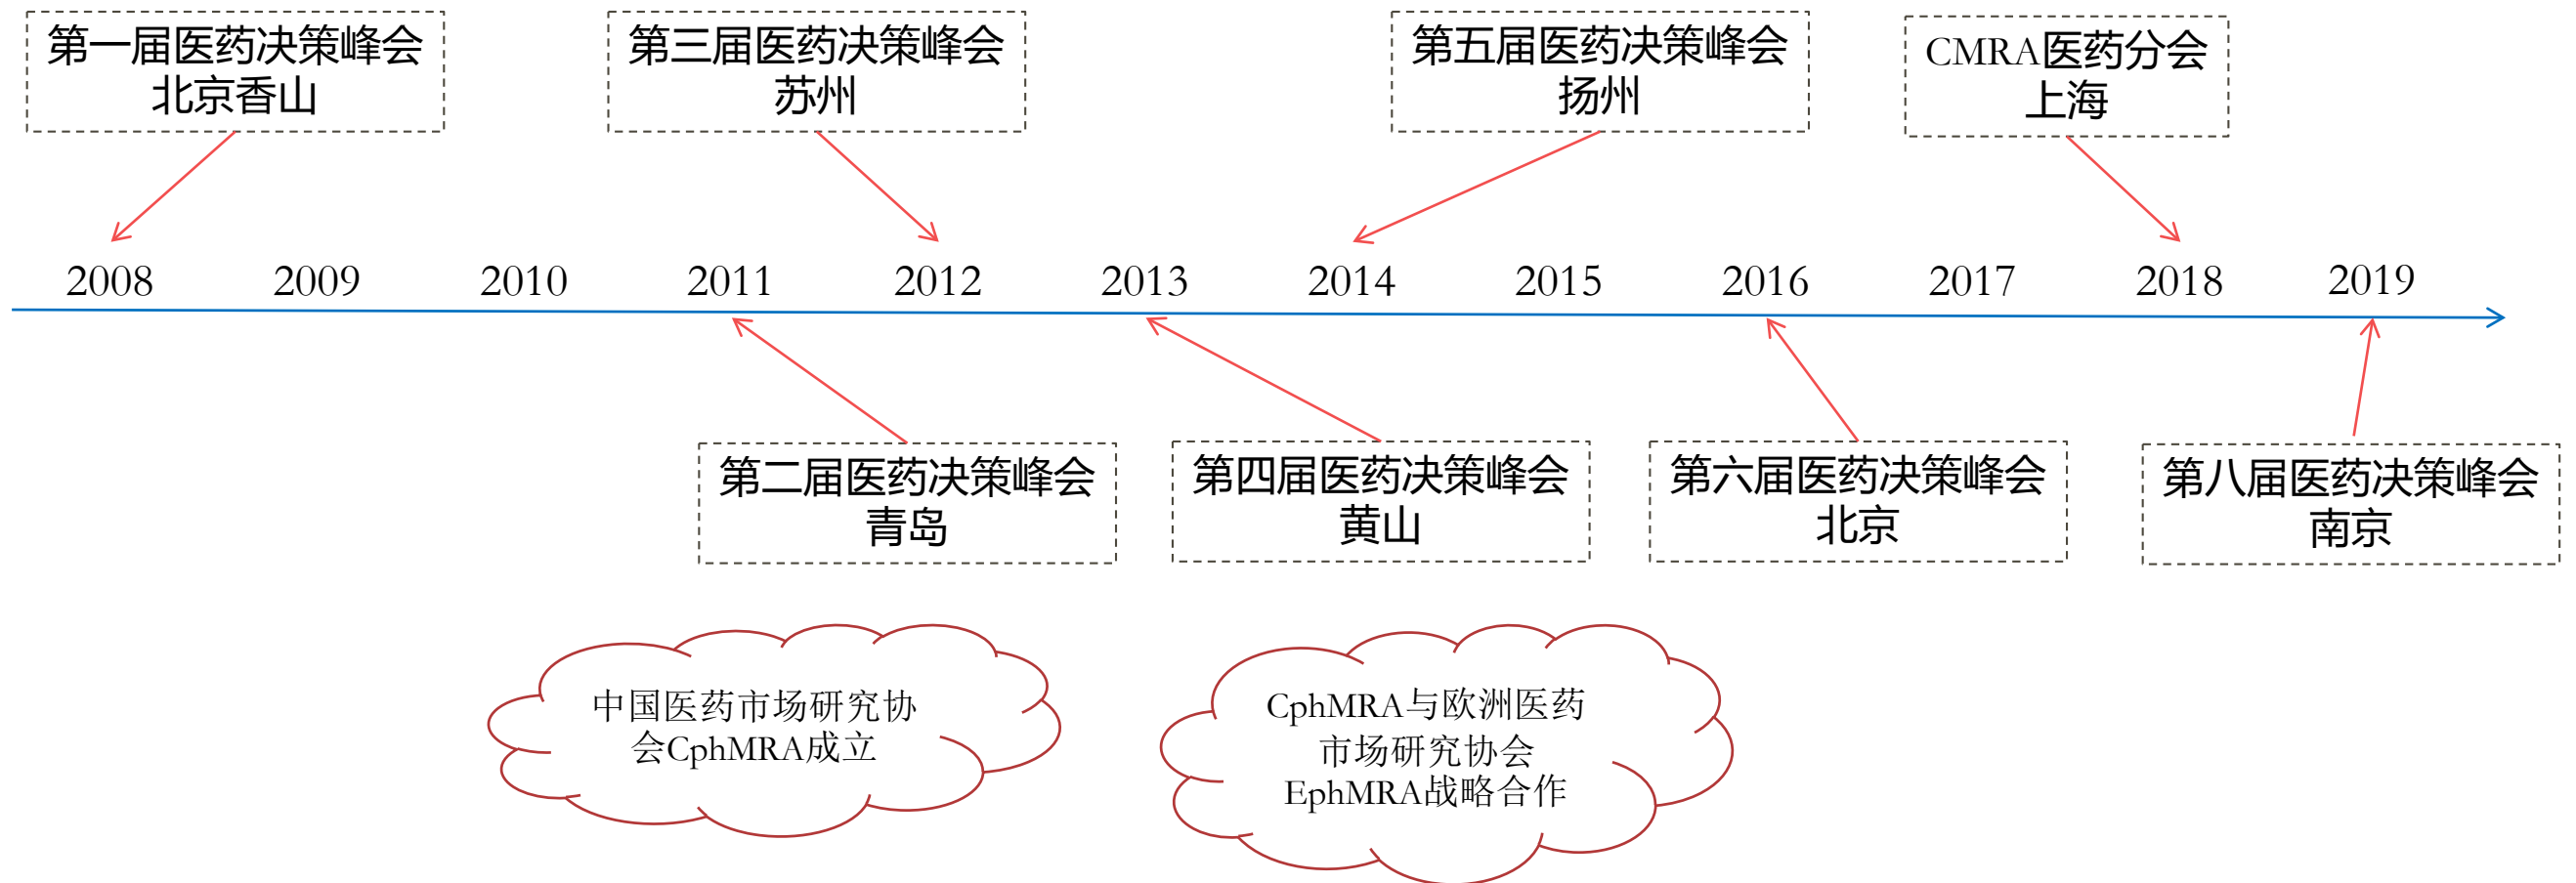 第一届医药决策峰会
北京香山
第三届医药决策峰会
苏州
第五届医药决策峰会
扬州
CMRA医药分会
上海
2008 2009 2010 2011 2012 2013 2014 2015 2016 2017 2018 2019
第二届医药决策峰会
青岛
第四届医药决策峰会
黄山
第六届医药决策峰会
北京
第八届医药决策峰会
南京
中国医药市场研究协
会CphMRA成立
CphMRA与欧洲医药
市场研究协会
EphMRA战略合作